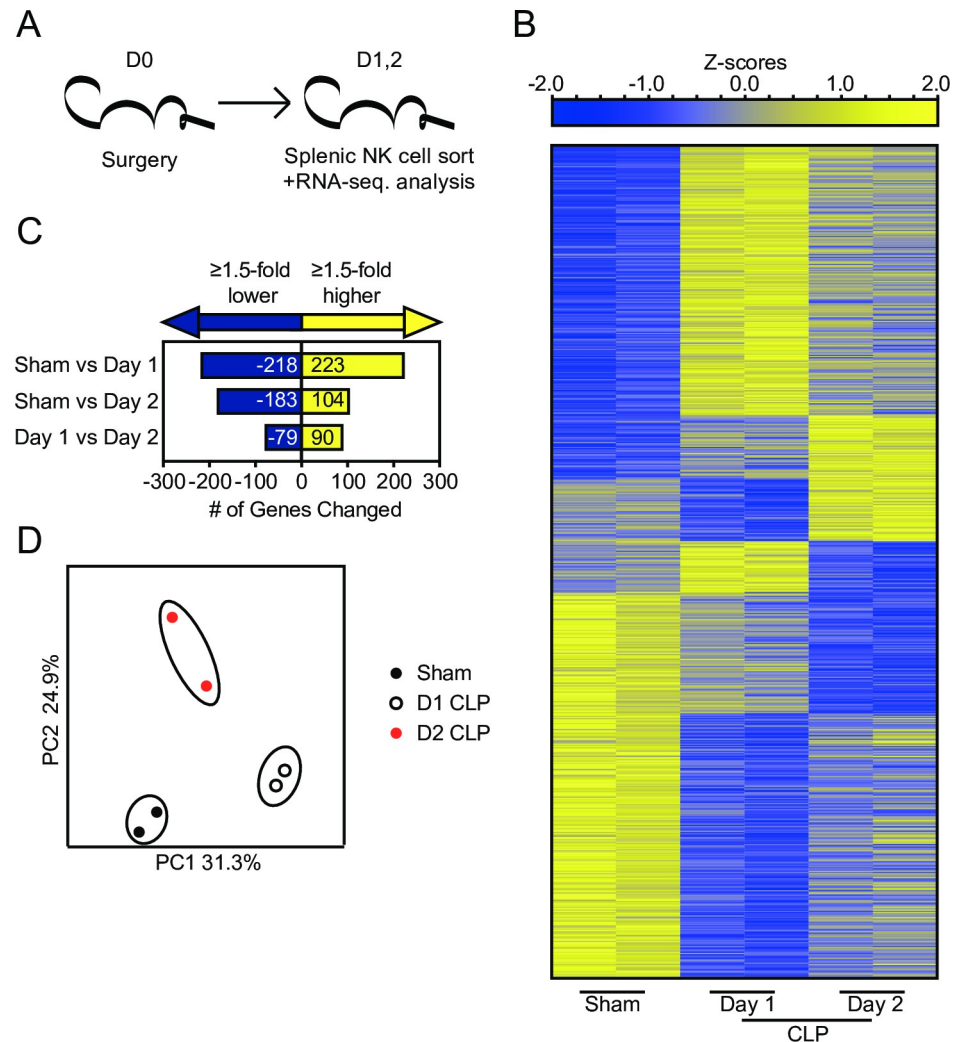 A
D0
D1,2
Surgery
Splenic NK cell sort
+RNA-seq. analysis
B
Z-scores
-2.0 -1.0 0.0 1.0 2.0
Sham Day 1 Day 2
CLP
C
≥1.5-fold
lower
≥1.5-fold
higher
Sham vs Day 1 -218 223
Sham vs Day 2 -183 104
Day 1 vs Day 2 -79 90
-300 -200 -100 0 100 200 300
# of Genes Changed
D
PC2 24.9%
PC1 31.3%
Sham
D1 CLP
D2 CLP